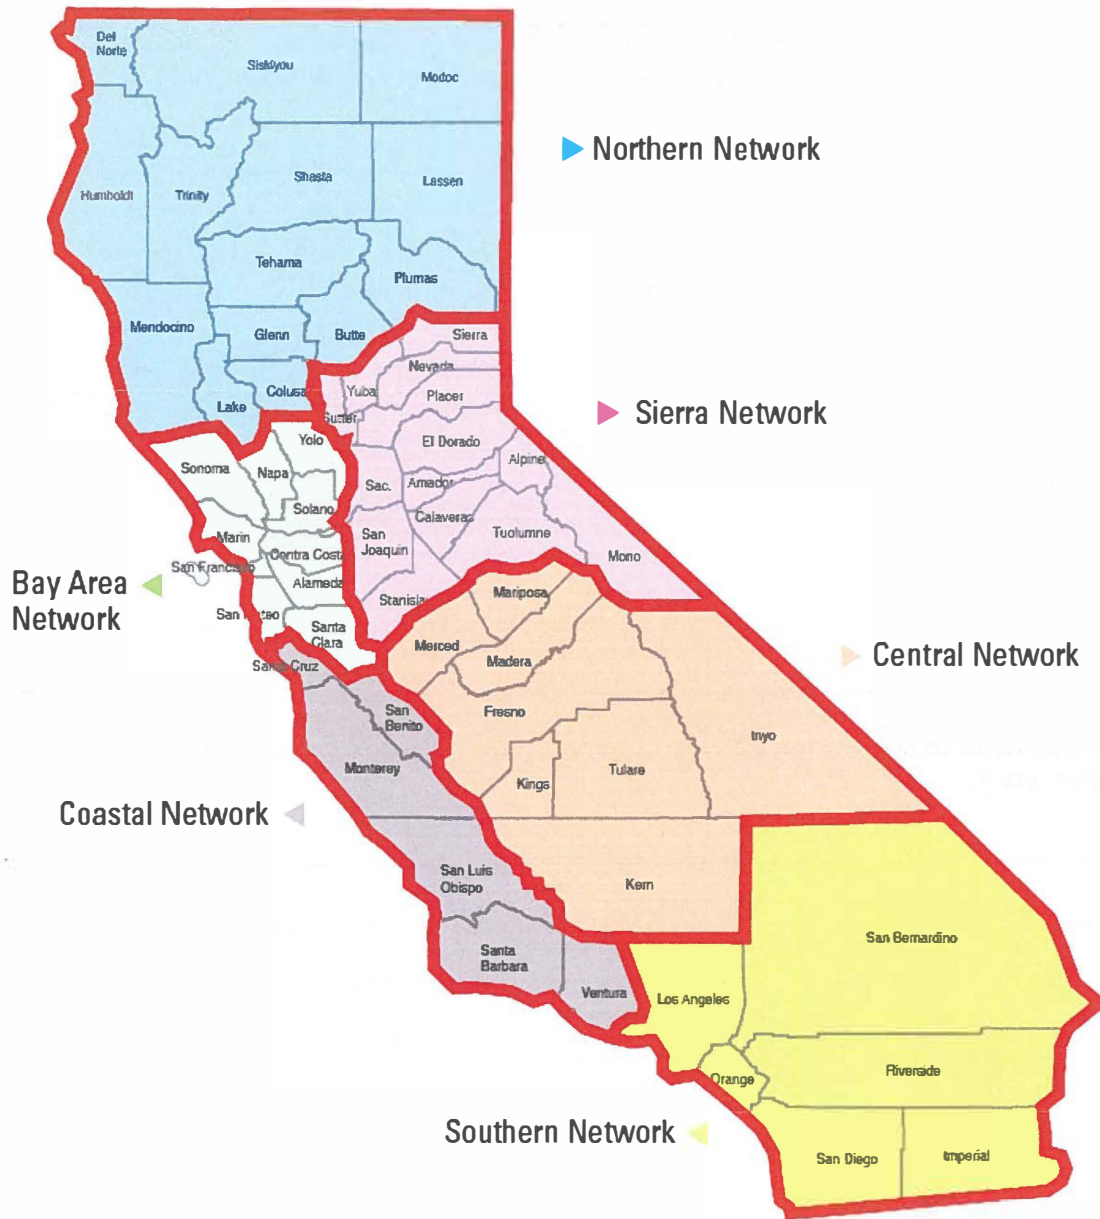 Del
Norte
Siskiyou
Modoc
Northern Network
Humboldt
Trinity
Shasta
Lassen
Tehama
Plumas
Mendocino
Glenn
Butte
Sierra
Nevada
Yuba
Placer
Colusa
Lake
Sutter
Sierra Network
Yolo
El Dorado
Alpine
Sonoma
Napa
Sac.
Amador
Solano
Calaveras
Tuolumne
Marin
San
Joaquin
Contra Costa
Mono
San Francisco
Alameda
Bay Area
Network
Mariposa
Stanislau
San Mateo
Santa
Clara
Merced
Madera
Central Network
Santa Cruz
San
Benito
Fresno
Inyo
Monterey
Kings
Tulare
Coastal Network
San Luis
Obispo
Kern
San Bernardino
Santa
Barbara
Ventura
Los Angeles
Orange
Riverside
Southern Network
San Diego
Imperial